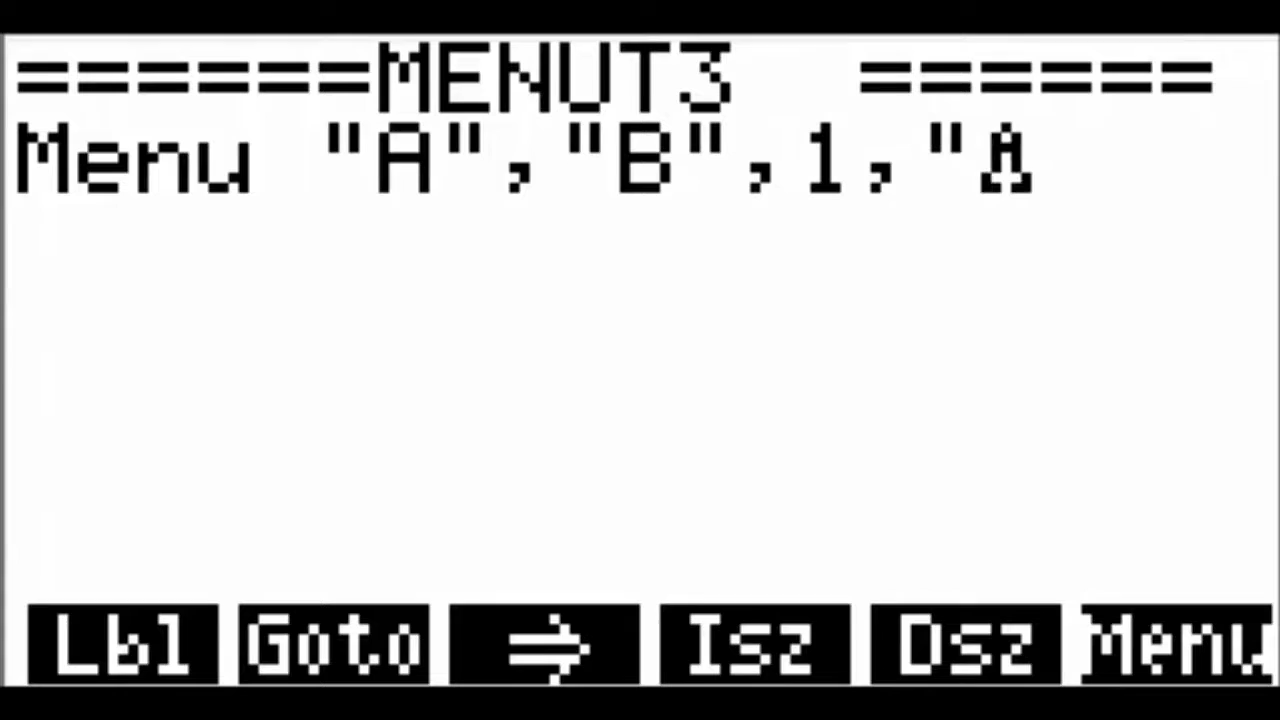 ======MENUT3  ======
Menu "A","B",1,"
Lbl Goto ⇒ Isz Dsz Menu